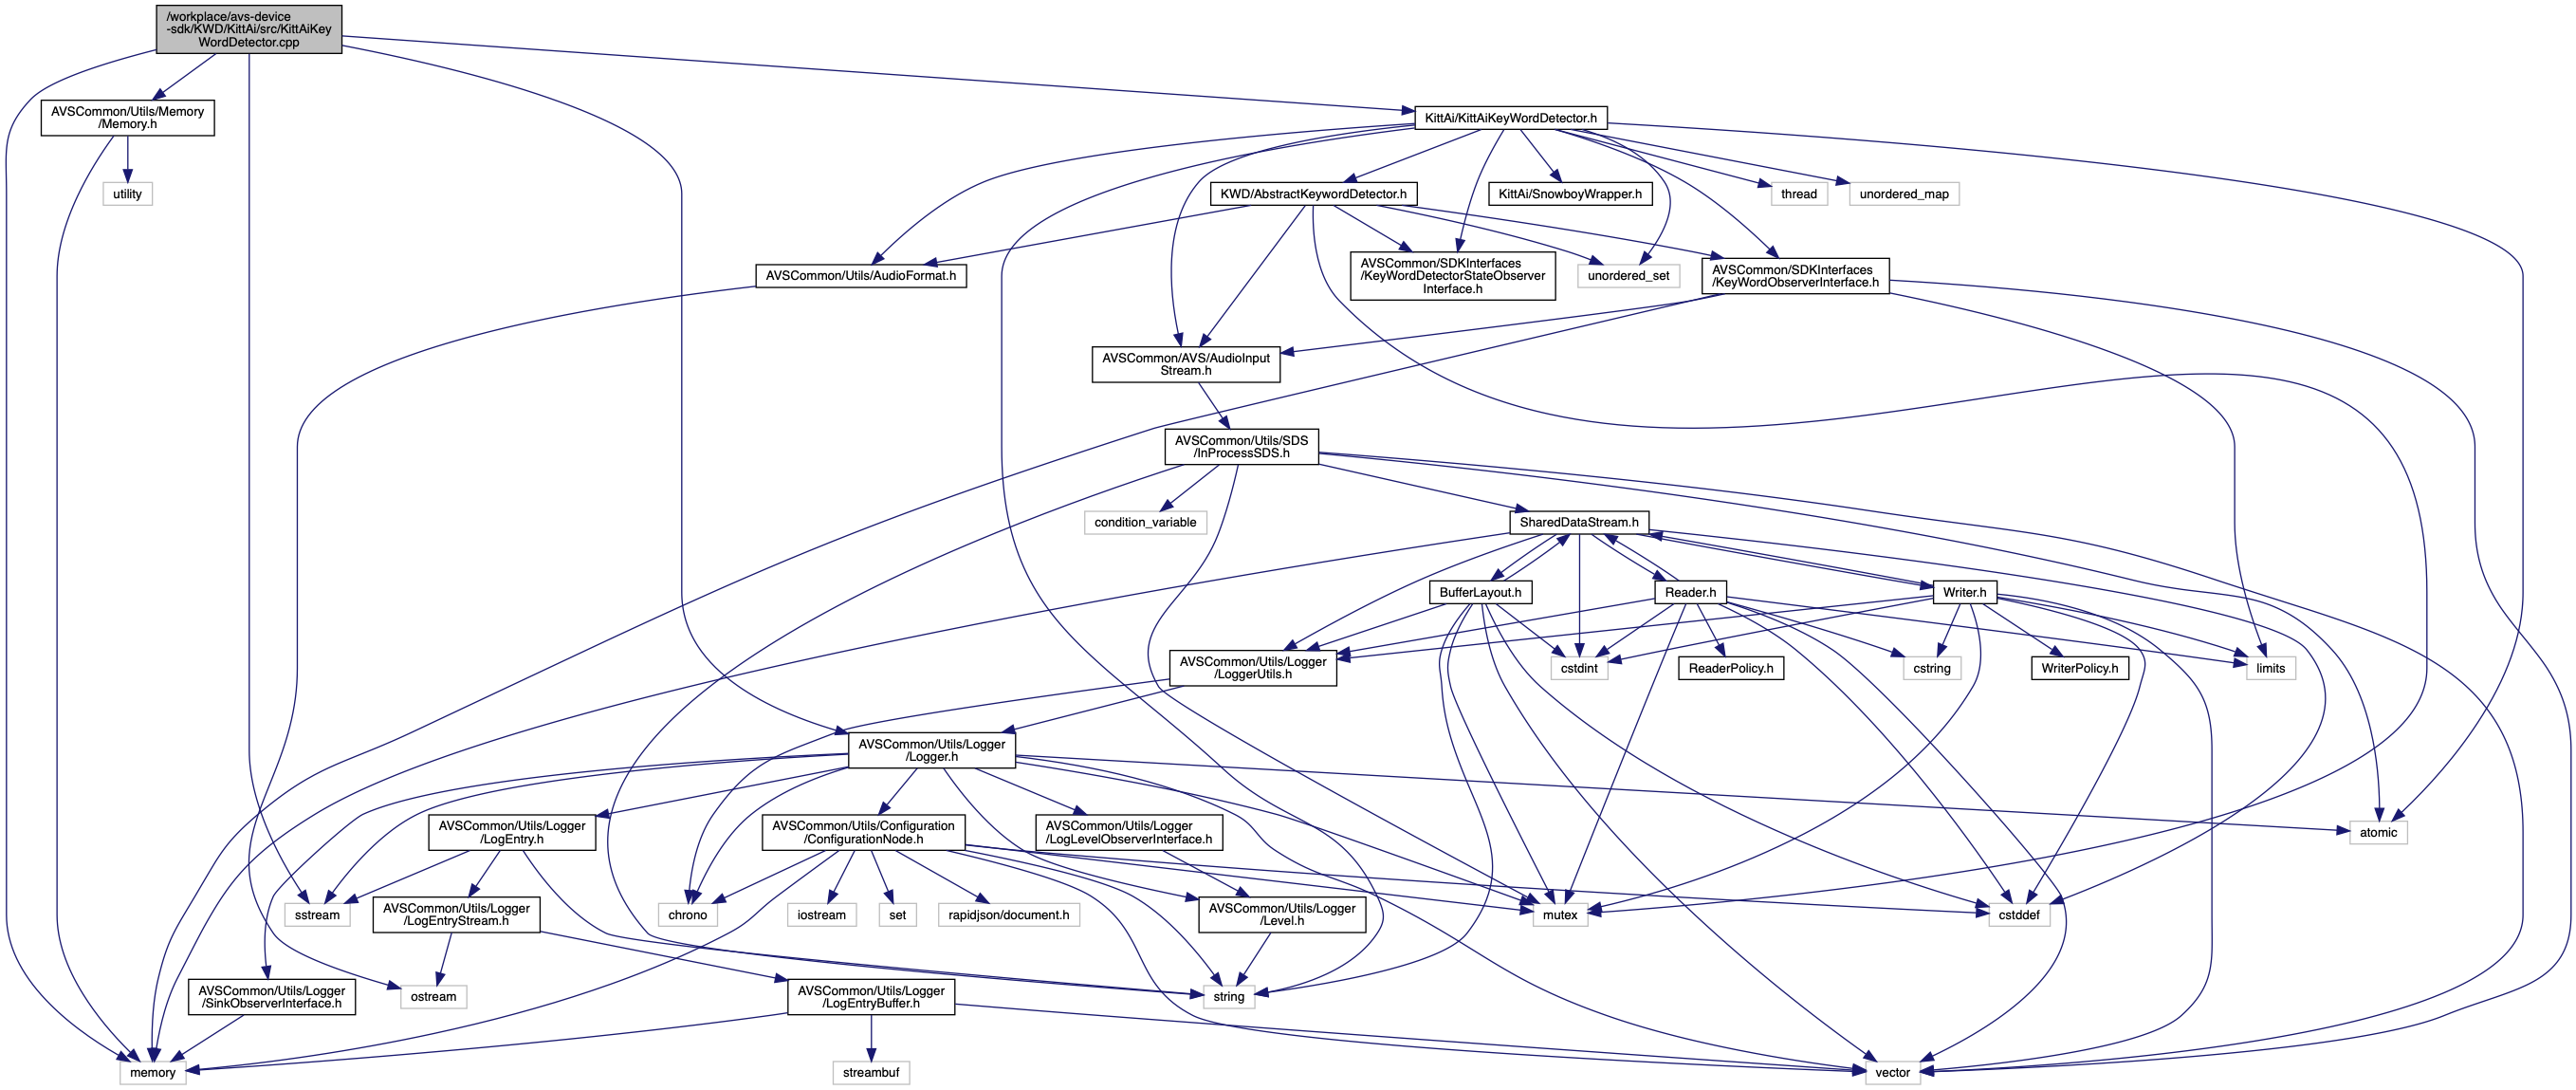 /workplace/avs-device
-sdk/KWD/KittAi/src/KittAiKey
WordDetector.cpp
AVSCommon/Utils/Memory
/Memory.h
KittAi/KittAiKeyWordDetector.h
utility
KWD/AbstractKeywordDetector.h
KittAi/SnowboyWrapper.h
thread
unordered_map
AVSCommon/Utils/AudioFormat.h
AVSCommon/SDKInterfaces
/KeyWordDetectorStateObserver
Interface.h
unordered_set
AVSCommon/SDKInterfaces
/KeyWordObserverInterface.h
AVSCommon/AVS/AudioInput
Stream.h
AVSCommon/Utils/SDS
/InProcessSDS.h
condition_variable
SharedDataStream.h
BufferLayout.h
Reader.h
Writer.h
AVSCommon/Utils/Logger
/LoggerUtils.h
cstdint
ReaderPolicy.h
cstring
WriterPolicy.h
limits
AVSCommon/Utils/Logger
/Logger.h
AVSCommon/Utils/Logger
/LogEntry.h
AVSCommon/Utils/Configuration
/ConfigurationNode.h
AVSCommon/Utils/Logger
/LogLevelObserverInterface.h
atomic
sstream
AVSCommon/Utils/Logger
/LogEntryStream.h
chrono
iostream
set
rapidjson/document.h
AVSCommon/Utils/Logger
/Level.h
mutex
cstddef
AVSCommon/Utils/Logger
/SinkObserverInterface.h
ostream
AVSCommon/Utils/Logger
/LogEntryBuffer.h
string
memory
streambuf
vector